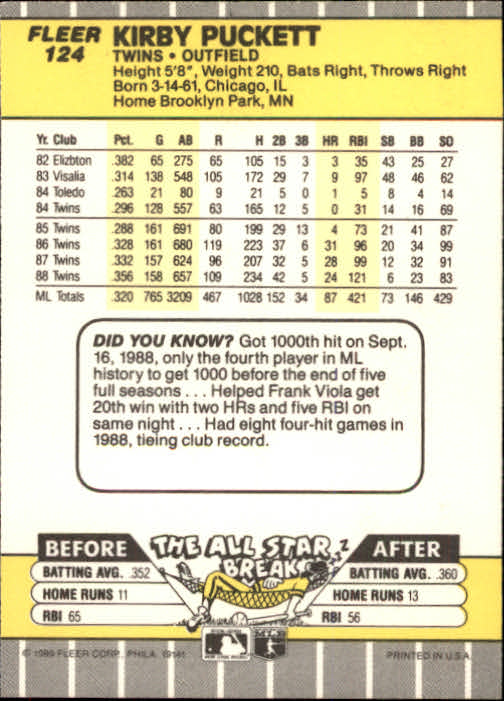 FLEER
124
KIRBY PUCKETT
TWINS • OUTFIELD
Height 5'8", Weight 210, Bats Right, Throws Right
Born 3-14-61, Chicago, IL
Home Brooklyn Park, MN
Yr. Club Pct. G AB R H 2B 3B HR RBI SB BB SO
82 Elizbton .382 65 275 65 105 15 3 3 35 43 25 27
83 Visalia .314 138 548 105 172 29 7 9 97 48 46 62
84 Toledo .263 21 80 9 21 5 0 1 5 8 4 14
84 Twins .296 128 557 63 165 12 5 0 31 14 16 69
85 Twins .288 161 691 80 199 29 13 4 73 21 41 87
86 Twins .328 161 680 119 223 37 6 31 96 20 34 99
87 Twins .332 157 624 96 207 32 5 28 99 12 32 91
88 Twins .356 158 657 109 234 42 5 24 121 6 23 83
ML Totals .320 765 3209 467 1028 152 34 87 421 73 146 429
DID YOU KNOW? Got 1000th hit on Sept.
16, 1988, only the fourth player in ML
history to get 1000 before the end of five
full seasons . . . Helped Frank Viola get
20th win with two HRs and five RBI on
same night . . . Had eight four-hit games in
1988, tieing club record.
BEFORE THE ALL STAR BREAK AFTER
BATTING AVG. .352 BATTING AVG. .360
HOME RUNS 11 HOME RUNS 13
RBI 65 RBI 56
© 1989 FLEER CORP., PHILA. 19141 PRINTED IN U.S.A.